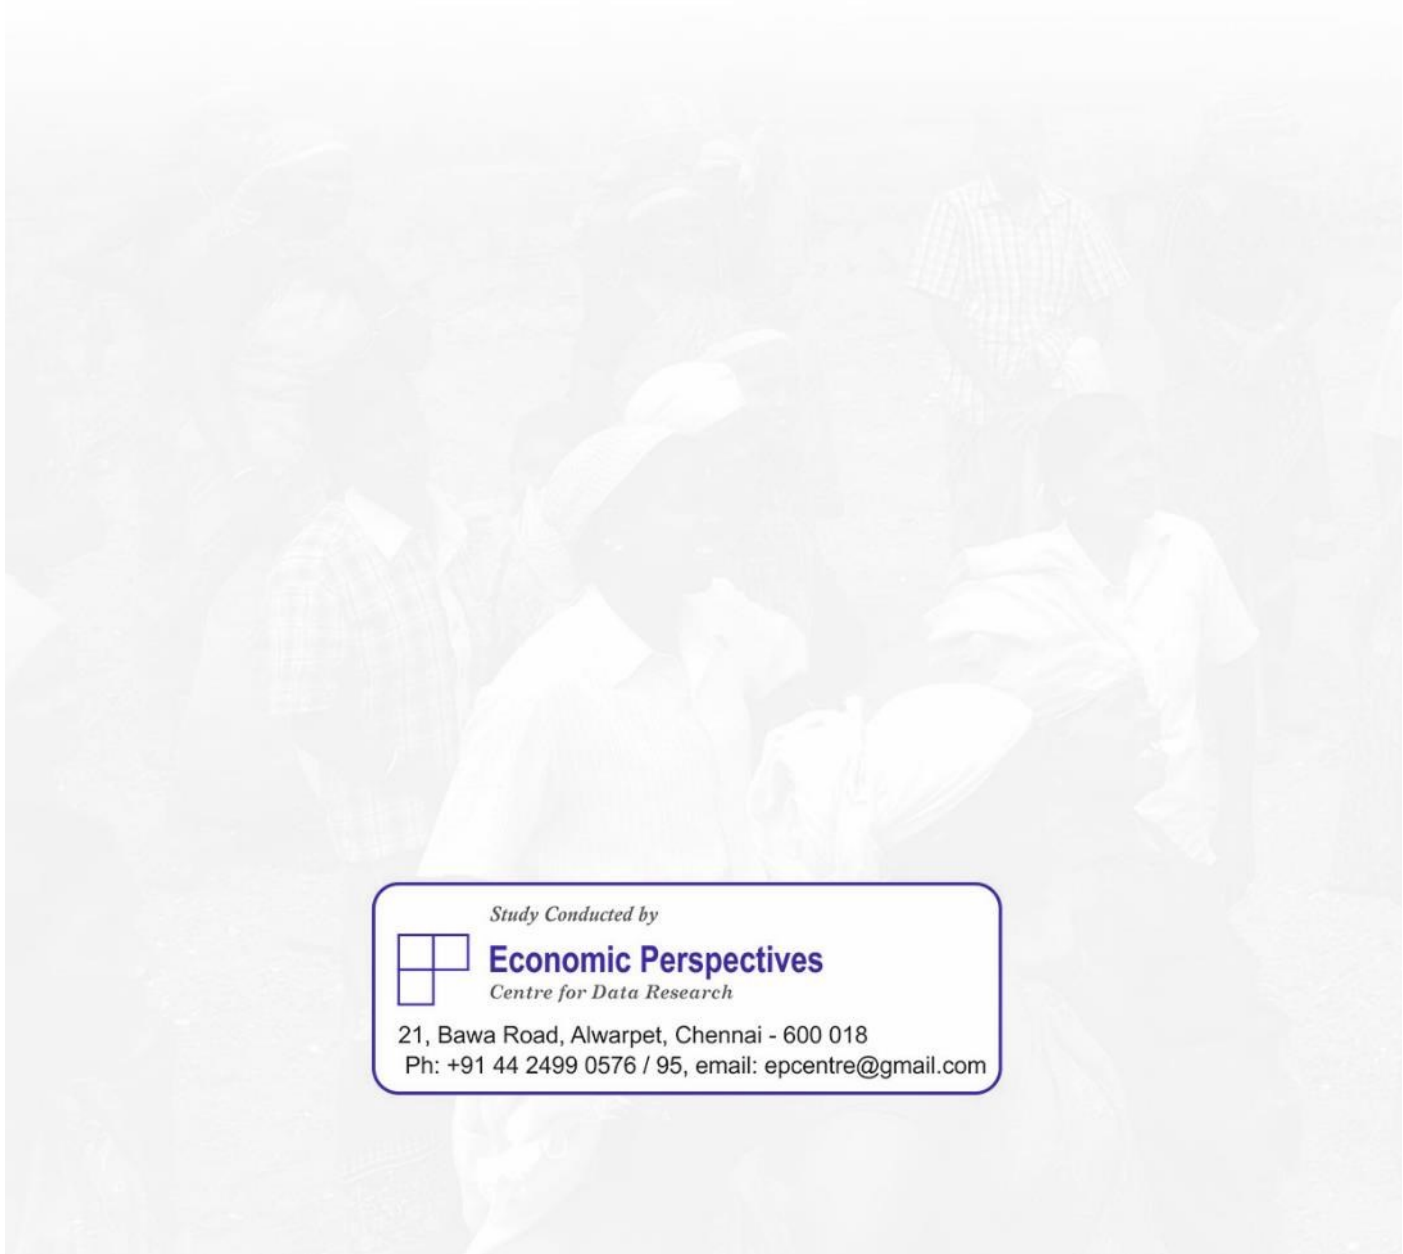 Study Conducted by
Economic Perspectives
Centre for Data Research
21, Bawa Road, Alwarpet, Chennai - 600 018
Ph: +91 44 2499 0576 / 95, email: epcentre@gmail.com